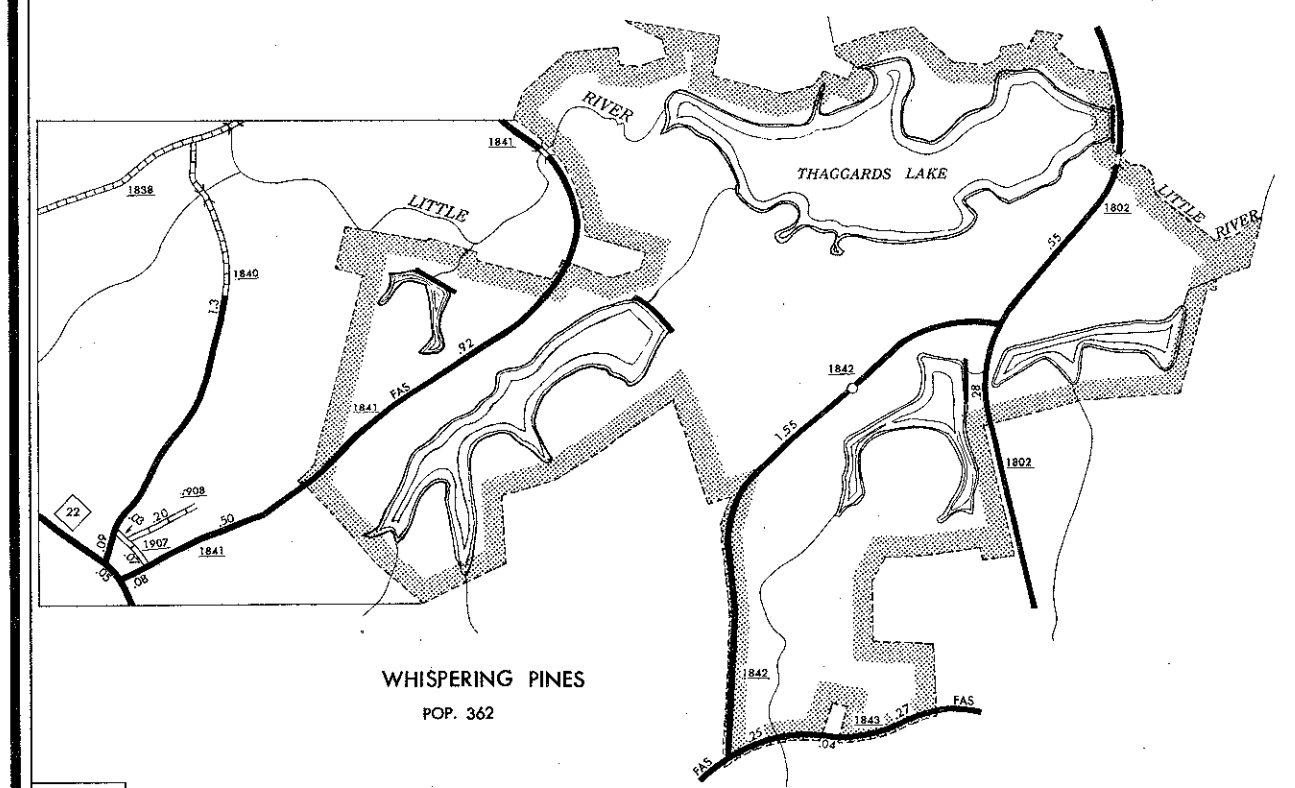 RIVER
1841
THAGGARDS LAKE
1838
LITTLE
1802
LITTLE
RIVER
.55
1840
1.3
.92
FAS
1841
1842
.28
1.55
1802
1908
22
.03
.20
.50
.09
1907
.07
1841
.05
.08
WHISPERING PINES
POP. 362
1842
1843
.27
FAS
.25
.04
FAS